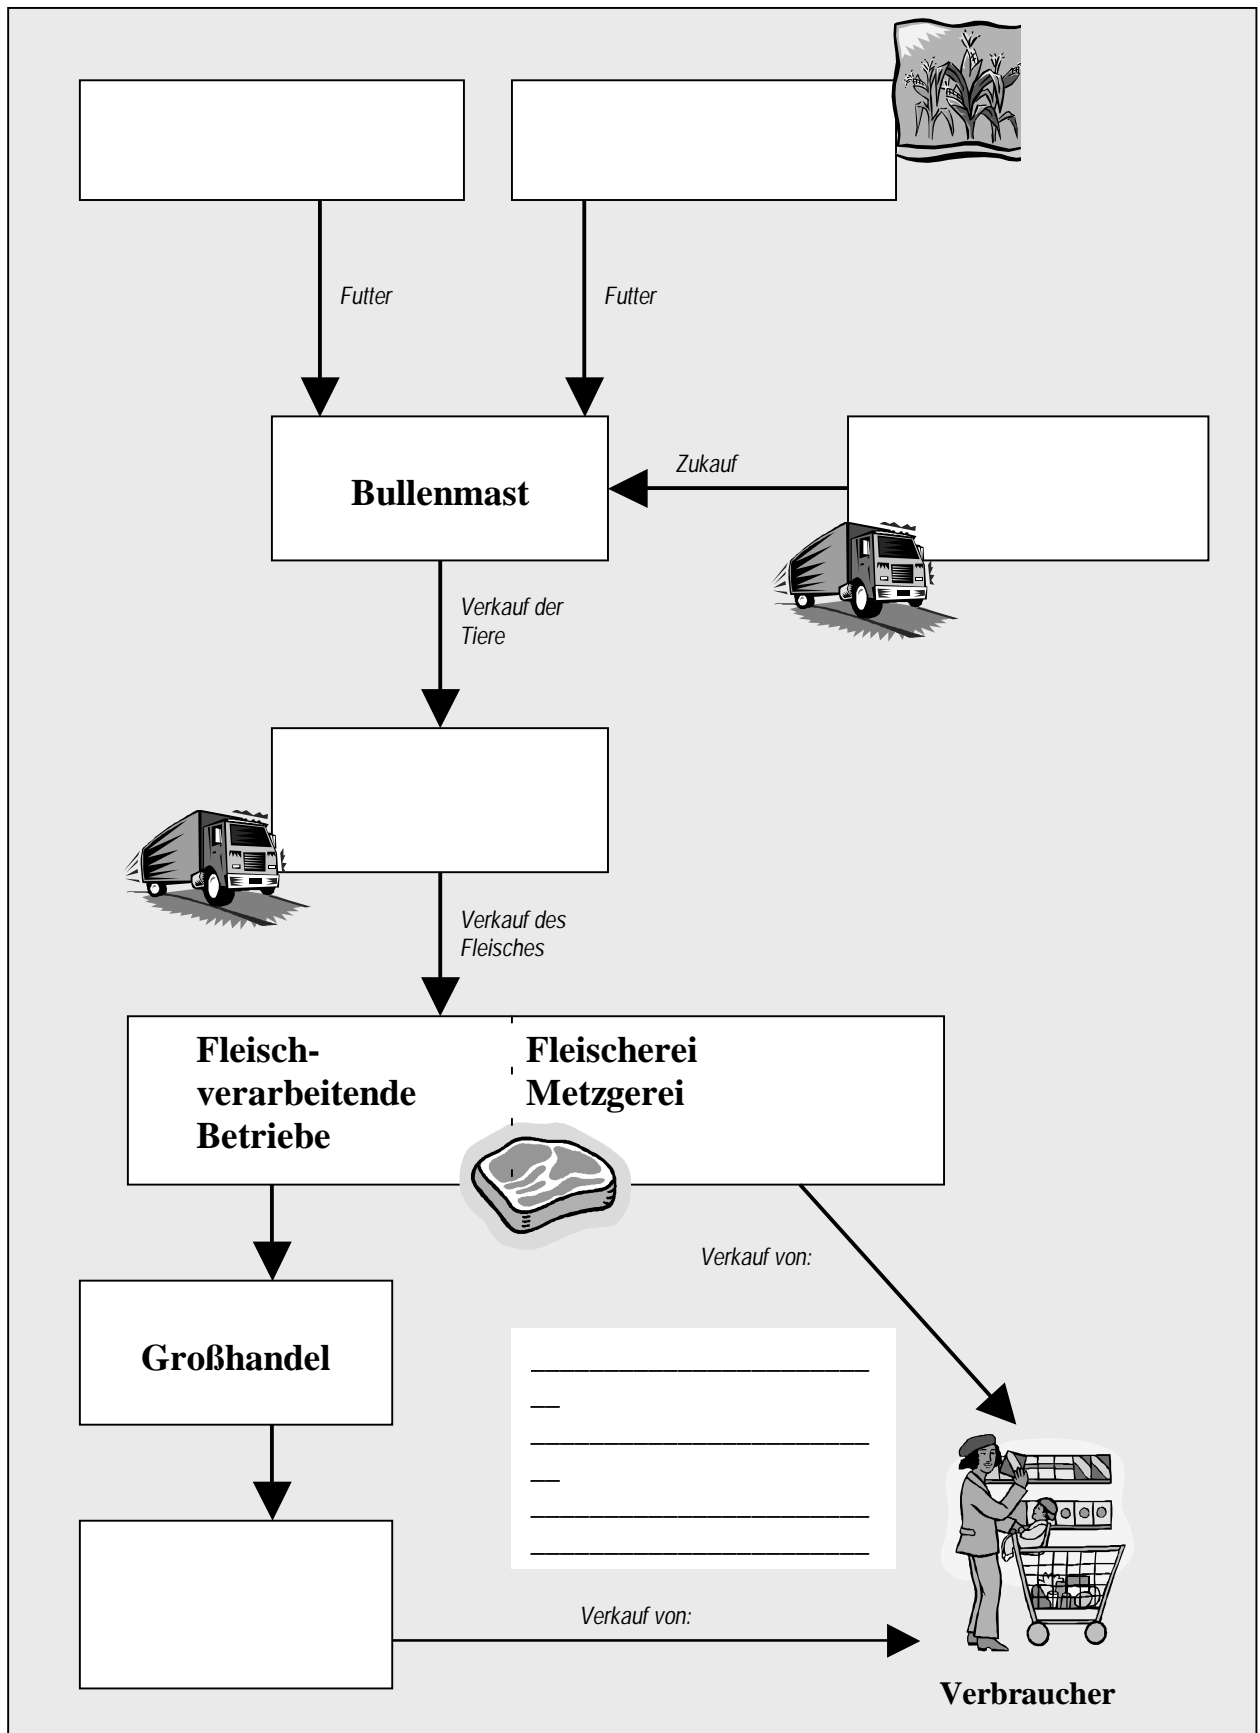 Futter
Futter
Bullenmast
Zukauf
Verkauf der
Tiere
Verkauf des
Fleisches
Fleisch-
verarbeitende
Betriebe
Fleischerei
Metzgerei
Verkauf von:
Großhandel
Verkauf von:
Verbraucher